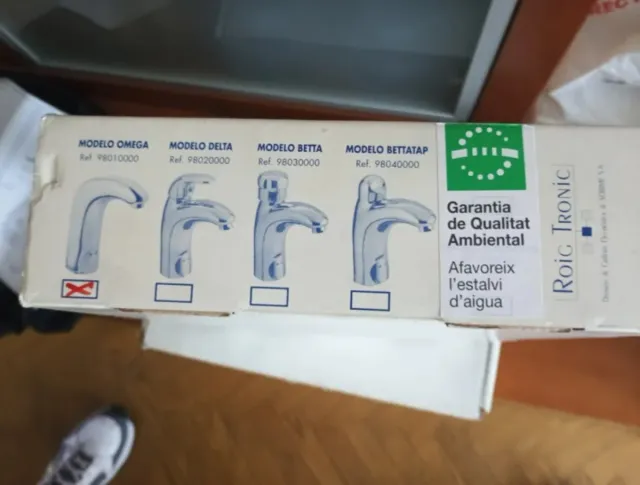 MODELO OMEGA
Ref. 98010000
MODELO DELTA
Ref. 98020000
MODELO BETTA
Ref. 98030000
MODELO BETTATAP
Ref. 98040000
Garantia
de Qualitat
Ambiental
Afavoreix
l'estalvi
d'aigua
ROIG TRONIC